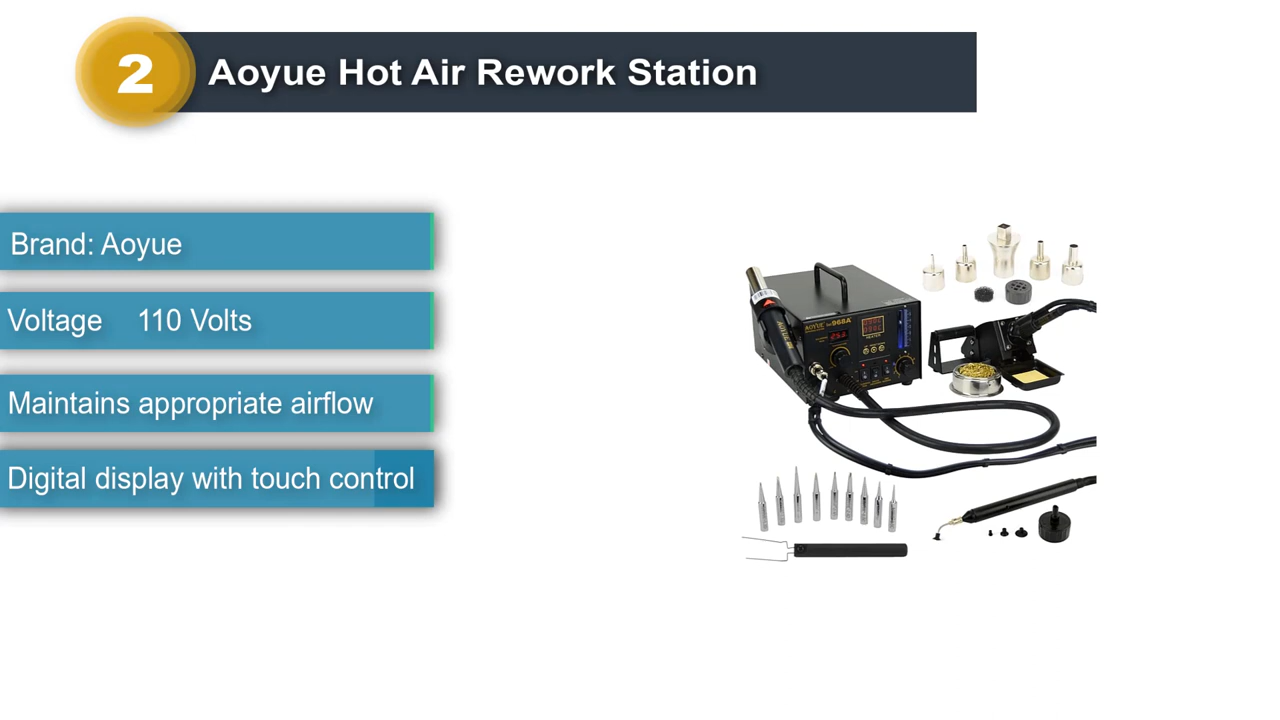 2
Aoyue Hot Air Rework Station
Brand: Aoyue
Voltage 110 Volts
Maintains appropriate airflow
Digital display with touch control
AOYUE 968A+